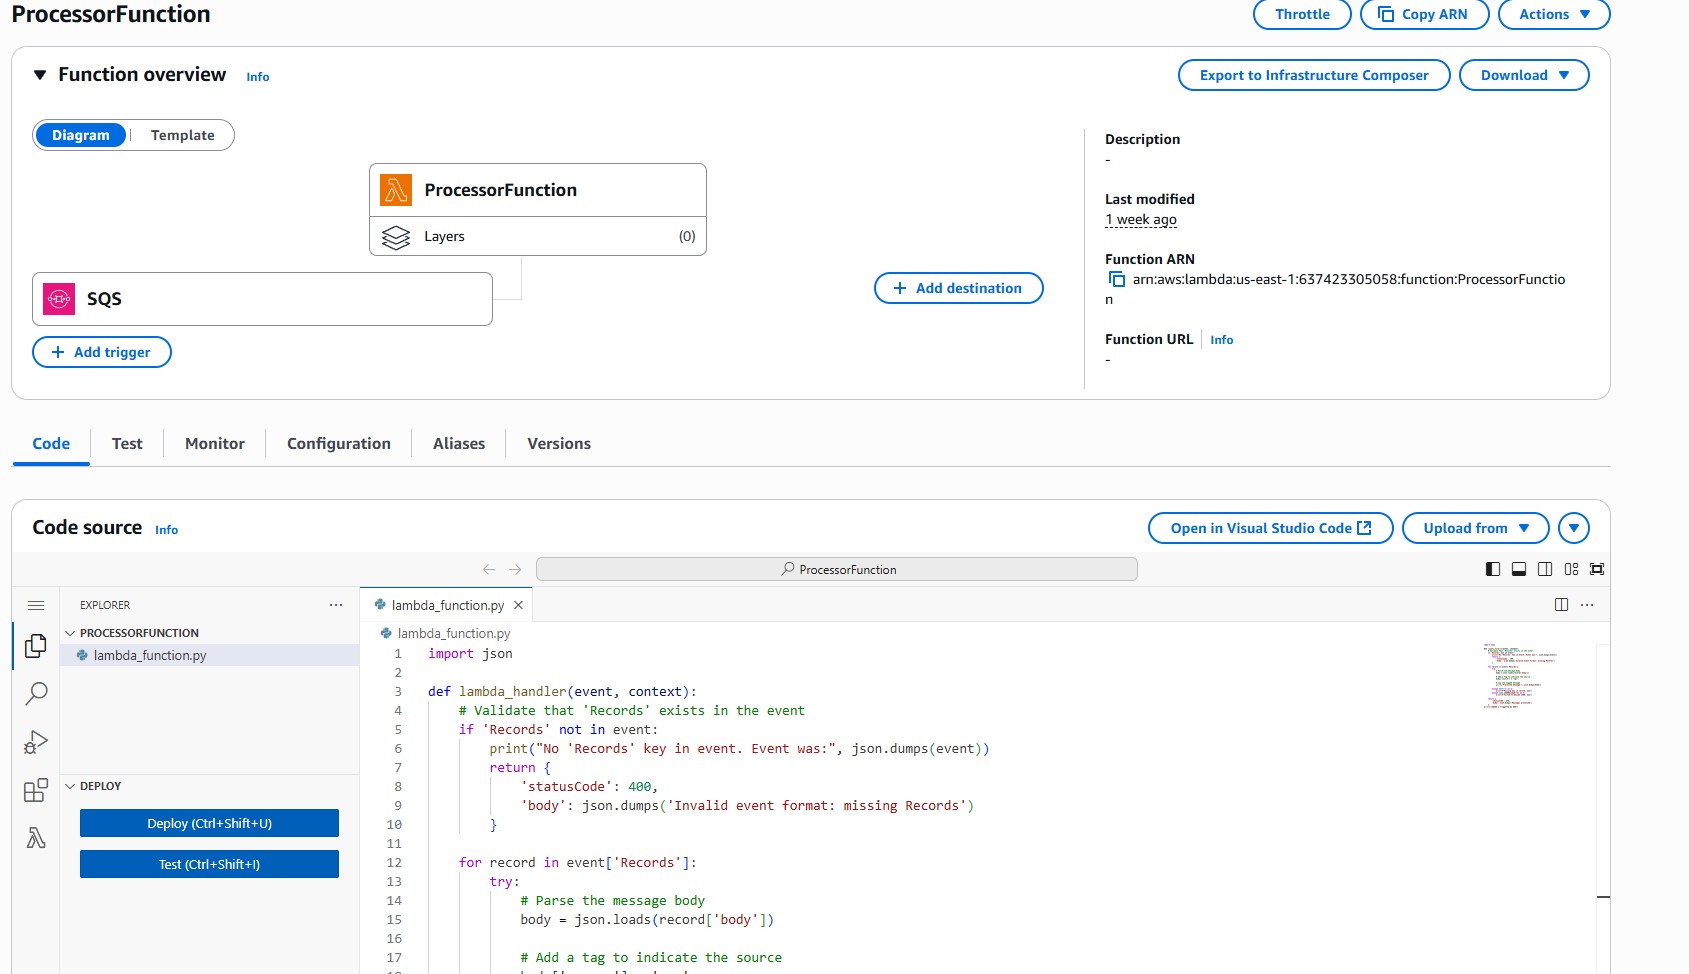 ProcessorFunction
Throttle
Copy ARN
Actions
Function overview
Info
Export to Infrastructure Composer
Download
Diagram
Template
ProcessorFunction
Layers
(0)
SQS
Add trigger
Add destination
Description
-
Last modified
1 week ago
Function ARN
arn:aws:lambda:us-east-1:637423305058:function:ProcessorFunctio
n
Function URL
Info
-
Code
Test
Monitor
Configuration
Aliases
Versions
Code source
Info
Open in Visual Studio Code
Upload from
ProcessorFunction
EXPLORER
PROCESSORFUNCTION
lambda_function.py
DEPLOY
Deploy (Ctrl+Shift+U)
Test (Ctrl+Shift+I)
lambda_function.py
lambda_function.py
1 import json
2
3 def lambda_handler(event, context):
4 # Validate that 'Records' exists in the event
5 if 'Records' not in event:
6 print("No 'Records' key in event. Event was:", json.dumps(event))
7 return {
8 'statusCode': 400,
9 'body': json.dumps('Invalid event format: missing Records')
10 }
11
12 for record in event['Records']:
13 try:
14 # Parse the message body
15 body = json.loads(record['body'])
16
17 # Add a tag to indicate the source